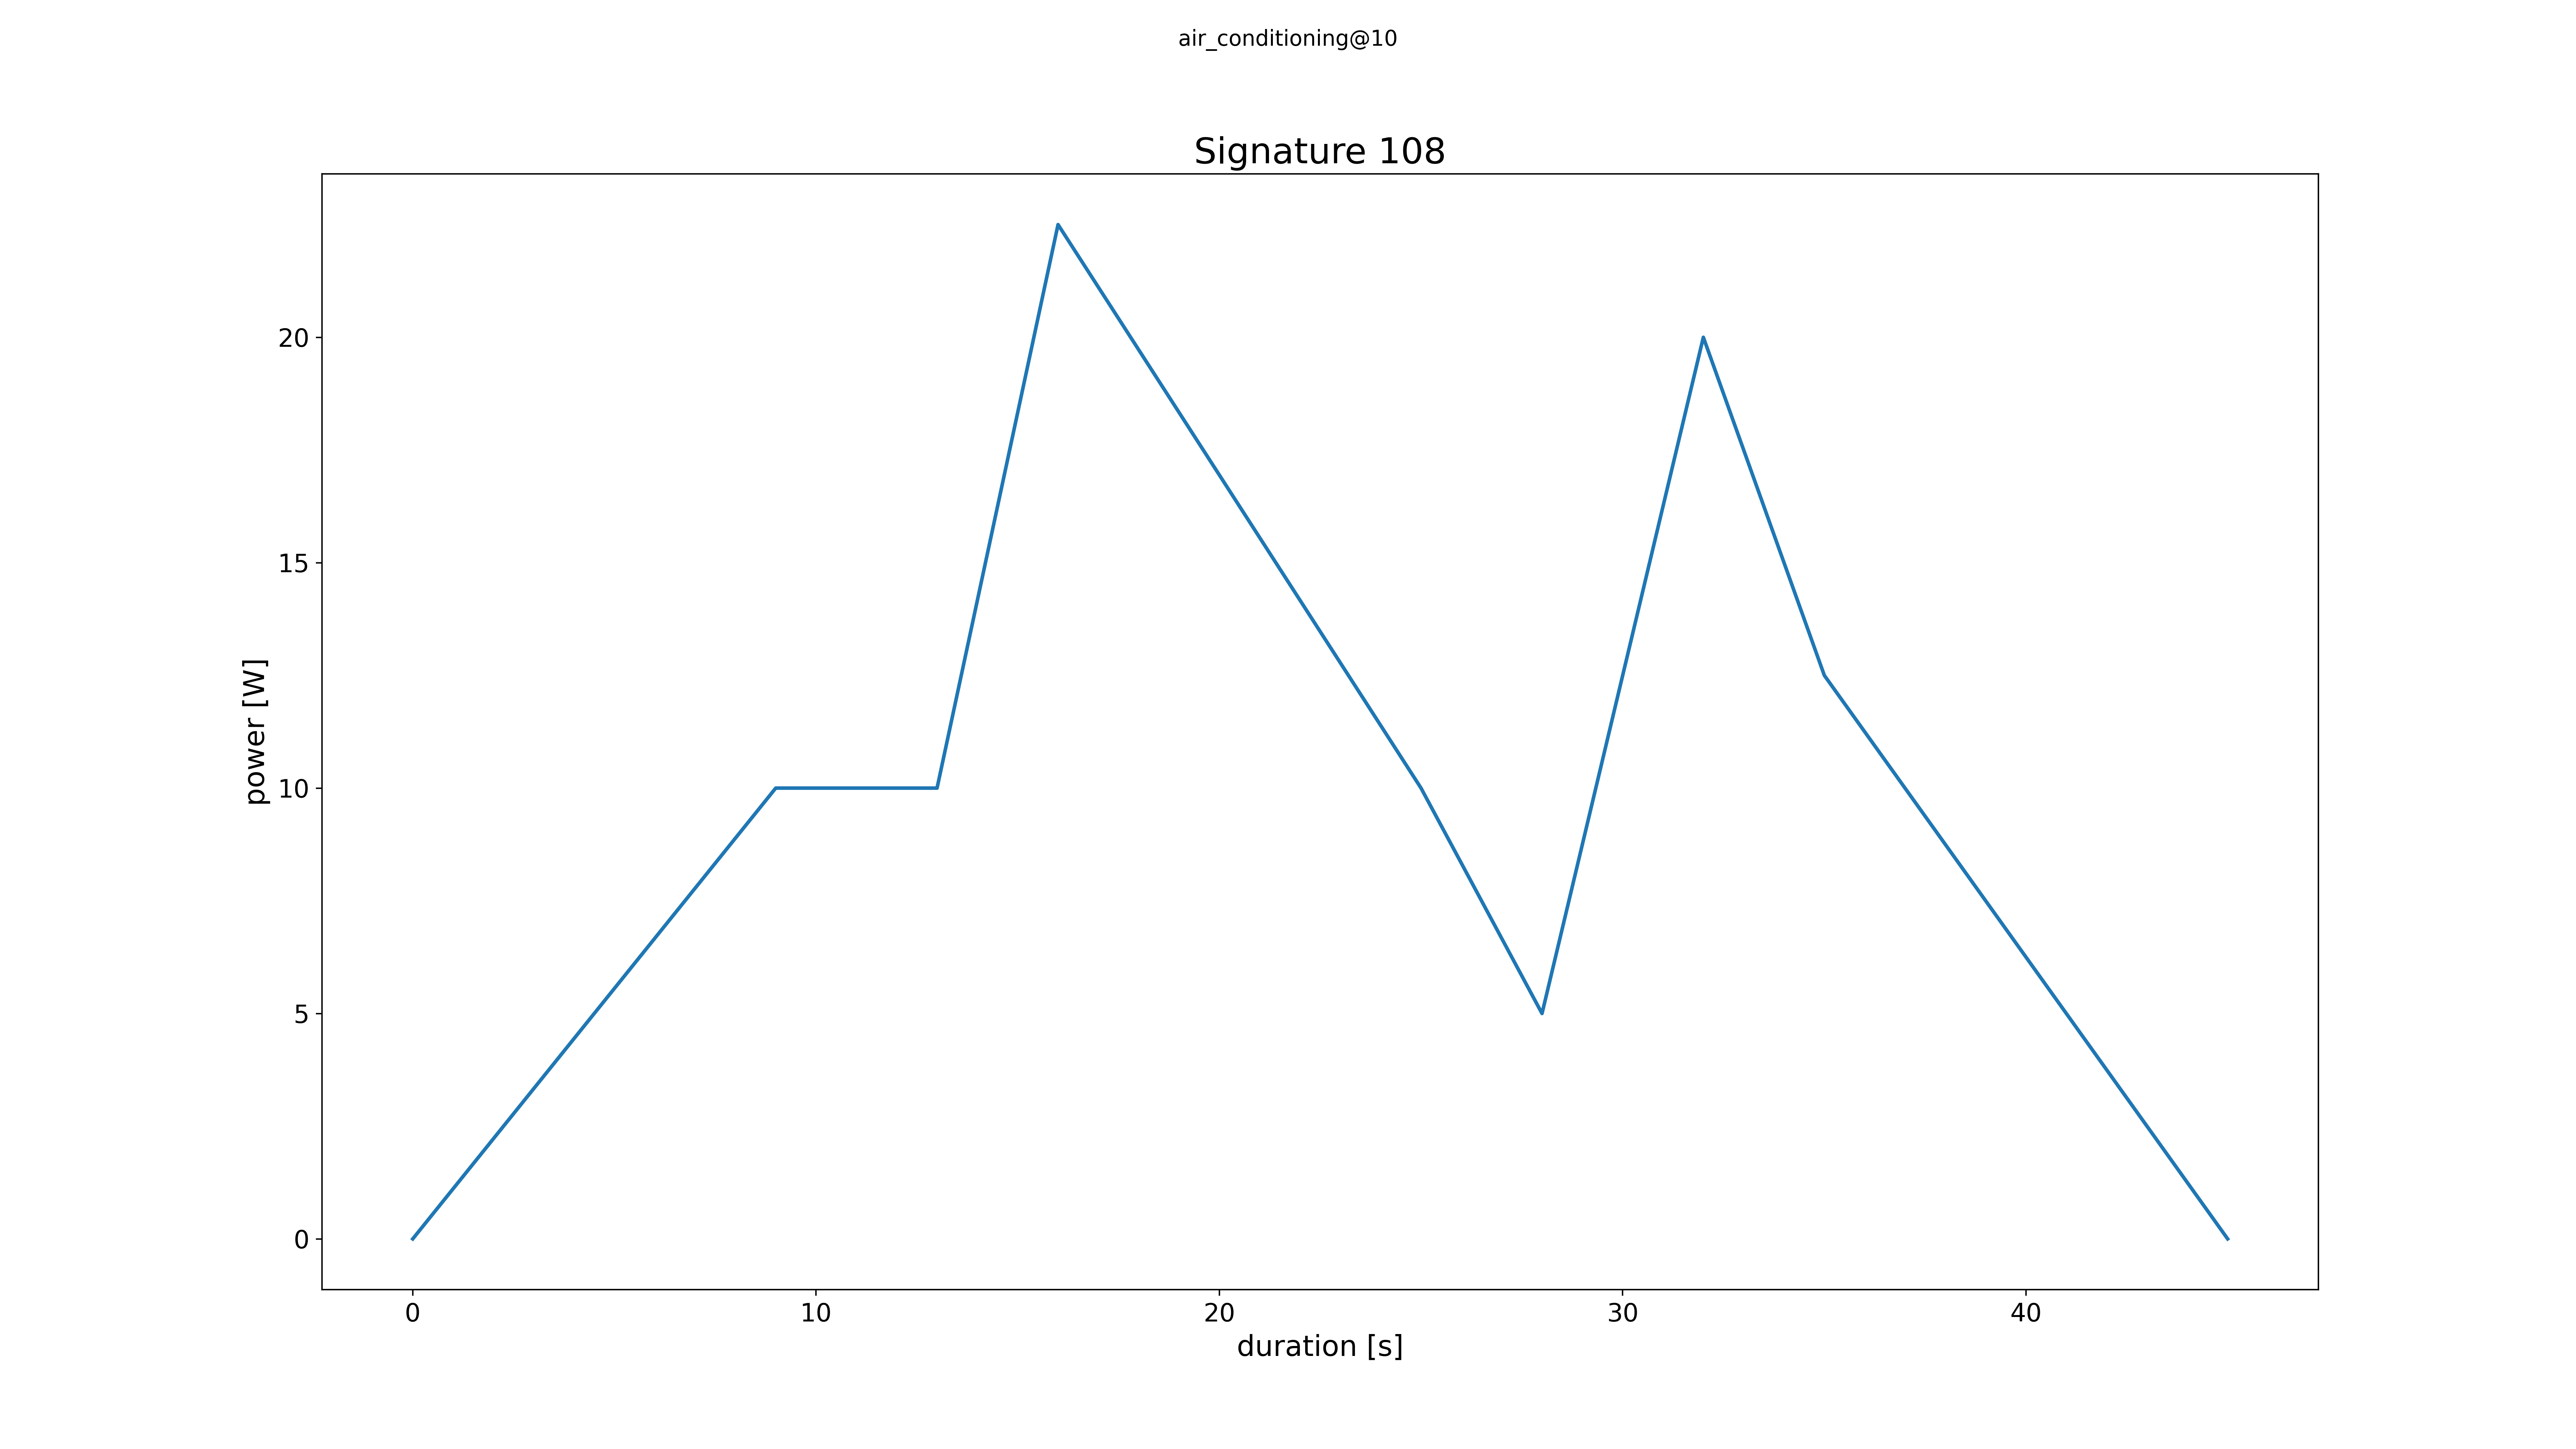 air_conditioning@10
Signature 108
power [W]
20
15
10
5
0
0 10 20 30 40
duration [s]